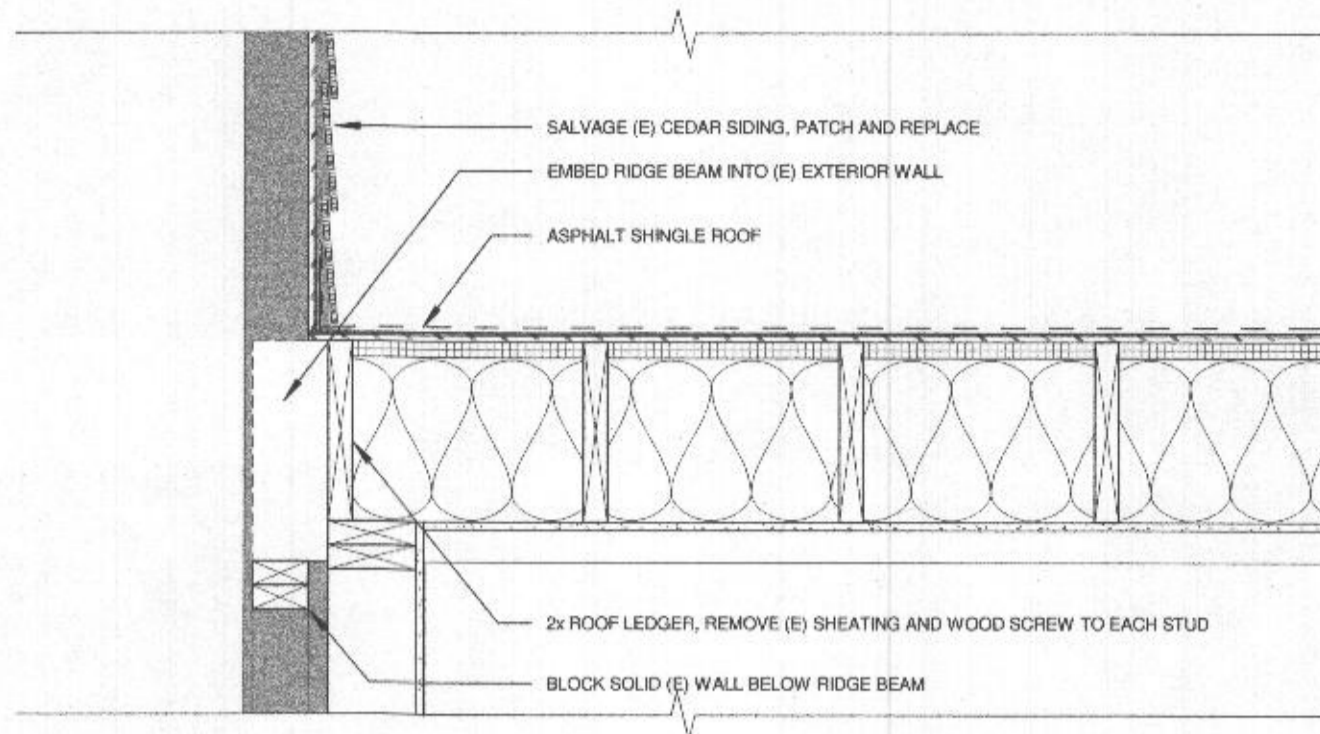 SALVAGE (E) CEDAR SIDING, PATCH AND REPLACE
EMBED RIDGE BEAM INTO (E) EXTERIOR WALL
ASPHALT SHINGLE ROOF
2x ROOF LEDGER, REMOVE (E) SHEATING AND WOOD SCREW TO EACH STUD
BLOCK SOLID (E) WALL BELOW RIDGE BEAM